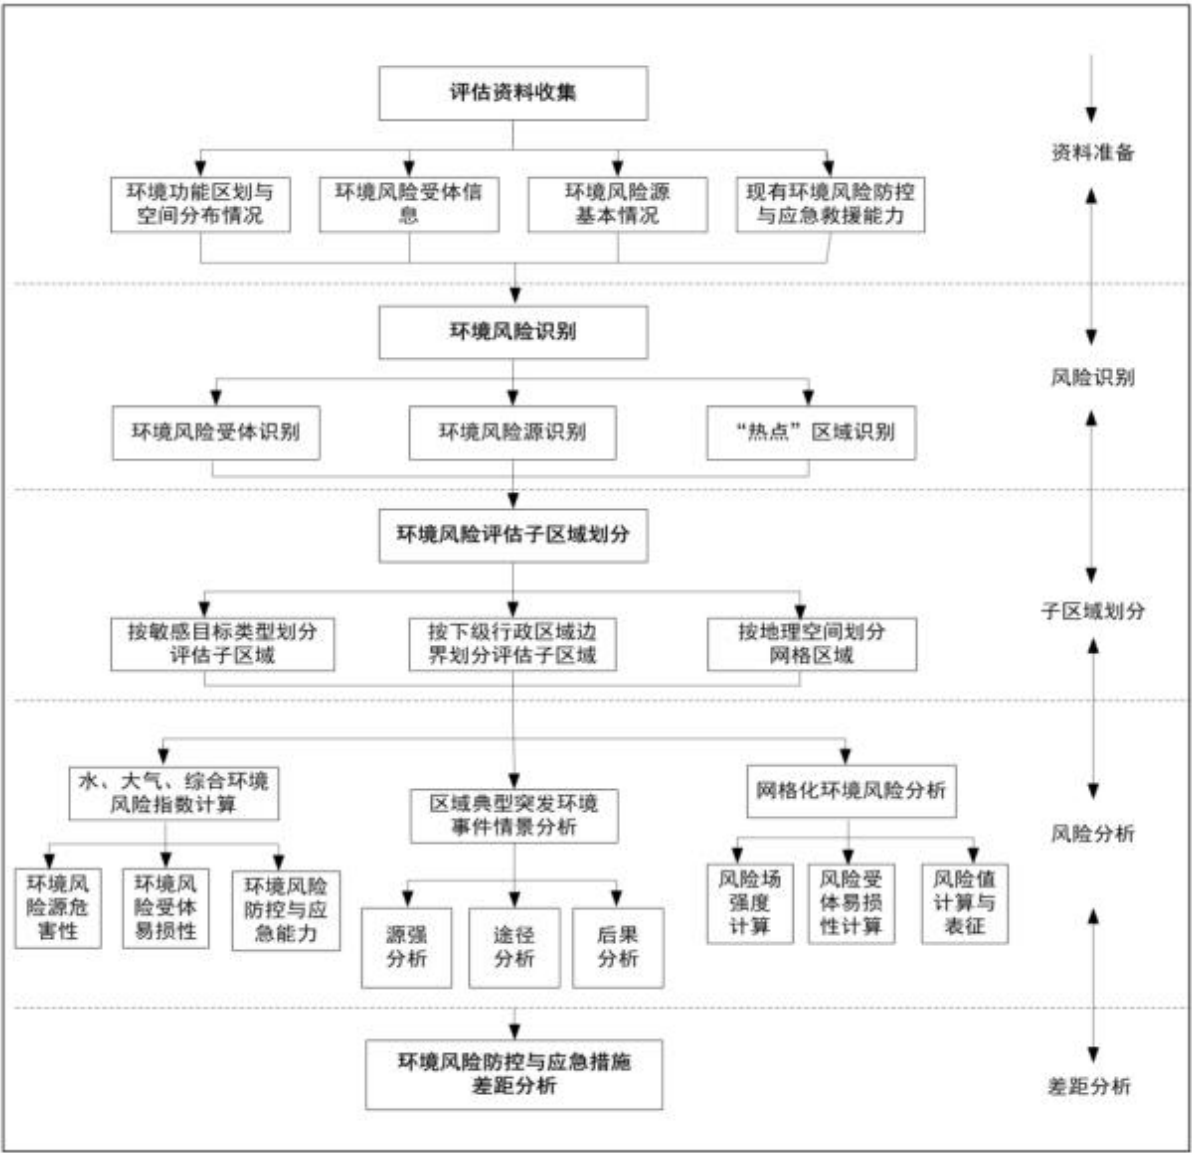 评估资料收集
资料准备
环境功能区划与
空间分布情况
环境风险受体信
息
环境风险源
基本情况
现有环境风险防控
与应急救援能力
环境风险识别
风险识别
环境风险受体识别
环境风险源识别
“热点”区域识别
环境风险评估子区域划分
子区域划分
按敏感目标类型划分
评估子区域
按下级行政区域边
界划分评估子区域
按地理空间划分
网格区域
水、大气、综合环境
风险指数计算
区域典型突发环境
事件情景分析
网格化环境风险分析
风险分析
环境风
险源危
害性
环境风
险受体
易损性
环境风险
防控与应
急能力
源强
分析
途径
分析
后果
分析
风险场
强度
计算
风险受
体易损
性计算
风险值
计算与
表征
环境风险防控与应急措施
差距分析
差距分析